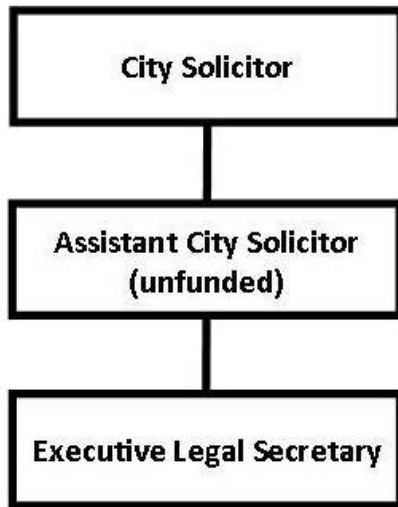 City Solicitor
Assistant City Solicitor
(unfunded)
Executive Legal Secretary